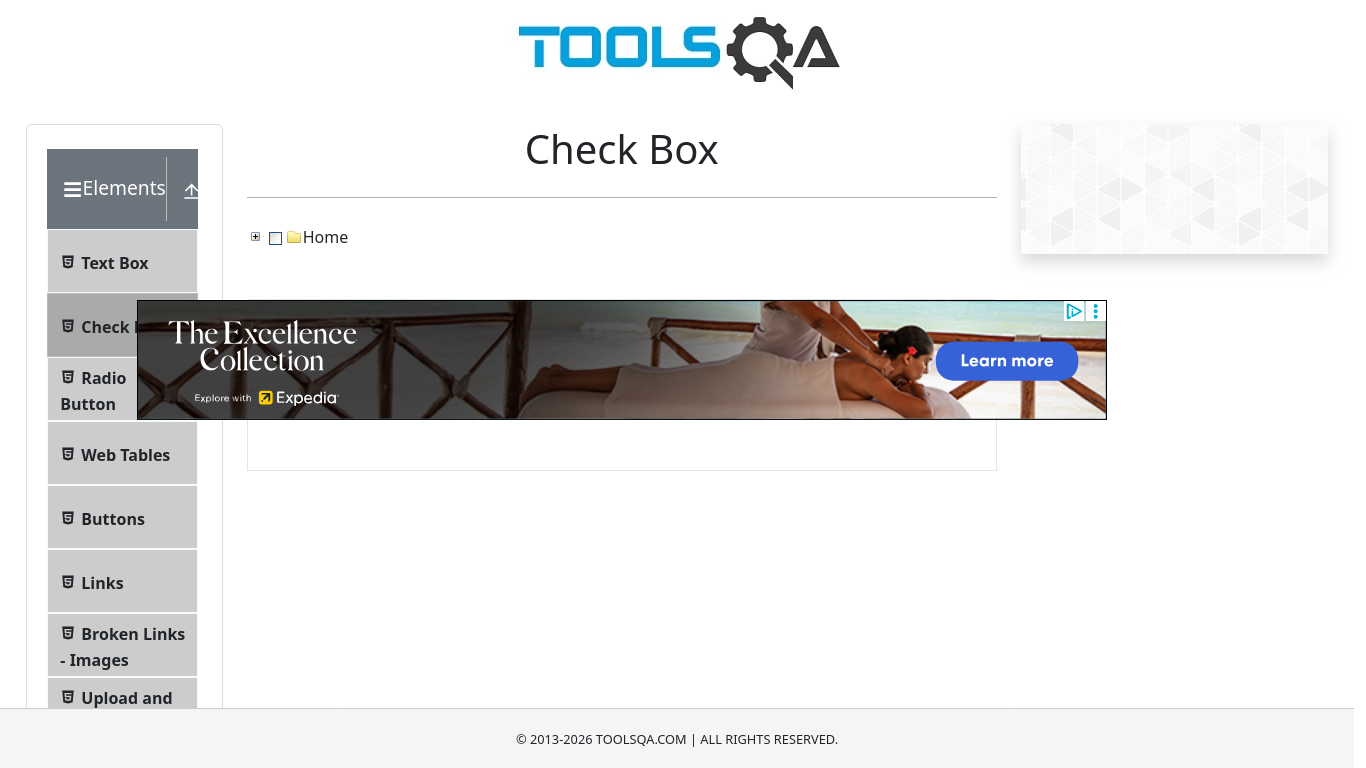 TOOLSQA
Check Box
Elements
Home
Text Box
Check
Radio
Button
The Excellence
Collection
Explore with Expedia
Learn more
Web Tables
Buttons
Links
Broken Links
- Images
Upload and
© 2013-2026 TOOLSQA.COM | ALL RIGHTS RESERVED.